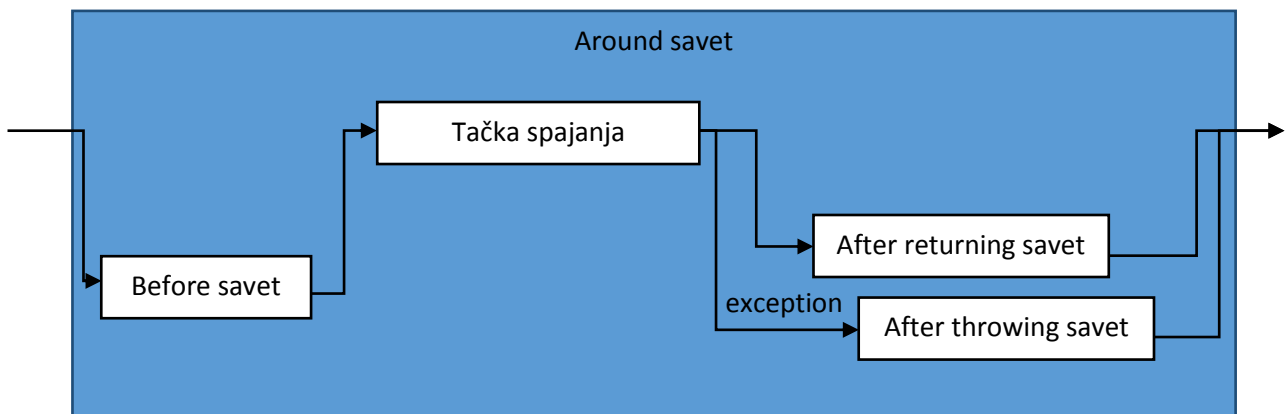 Around savet
Tačka spajanja
Before savet
After returning savet
exception
After throwing savet